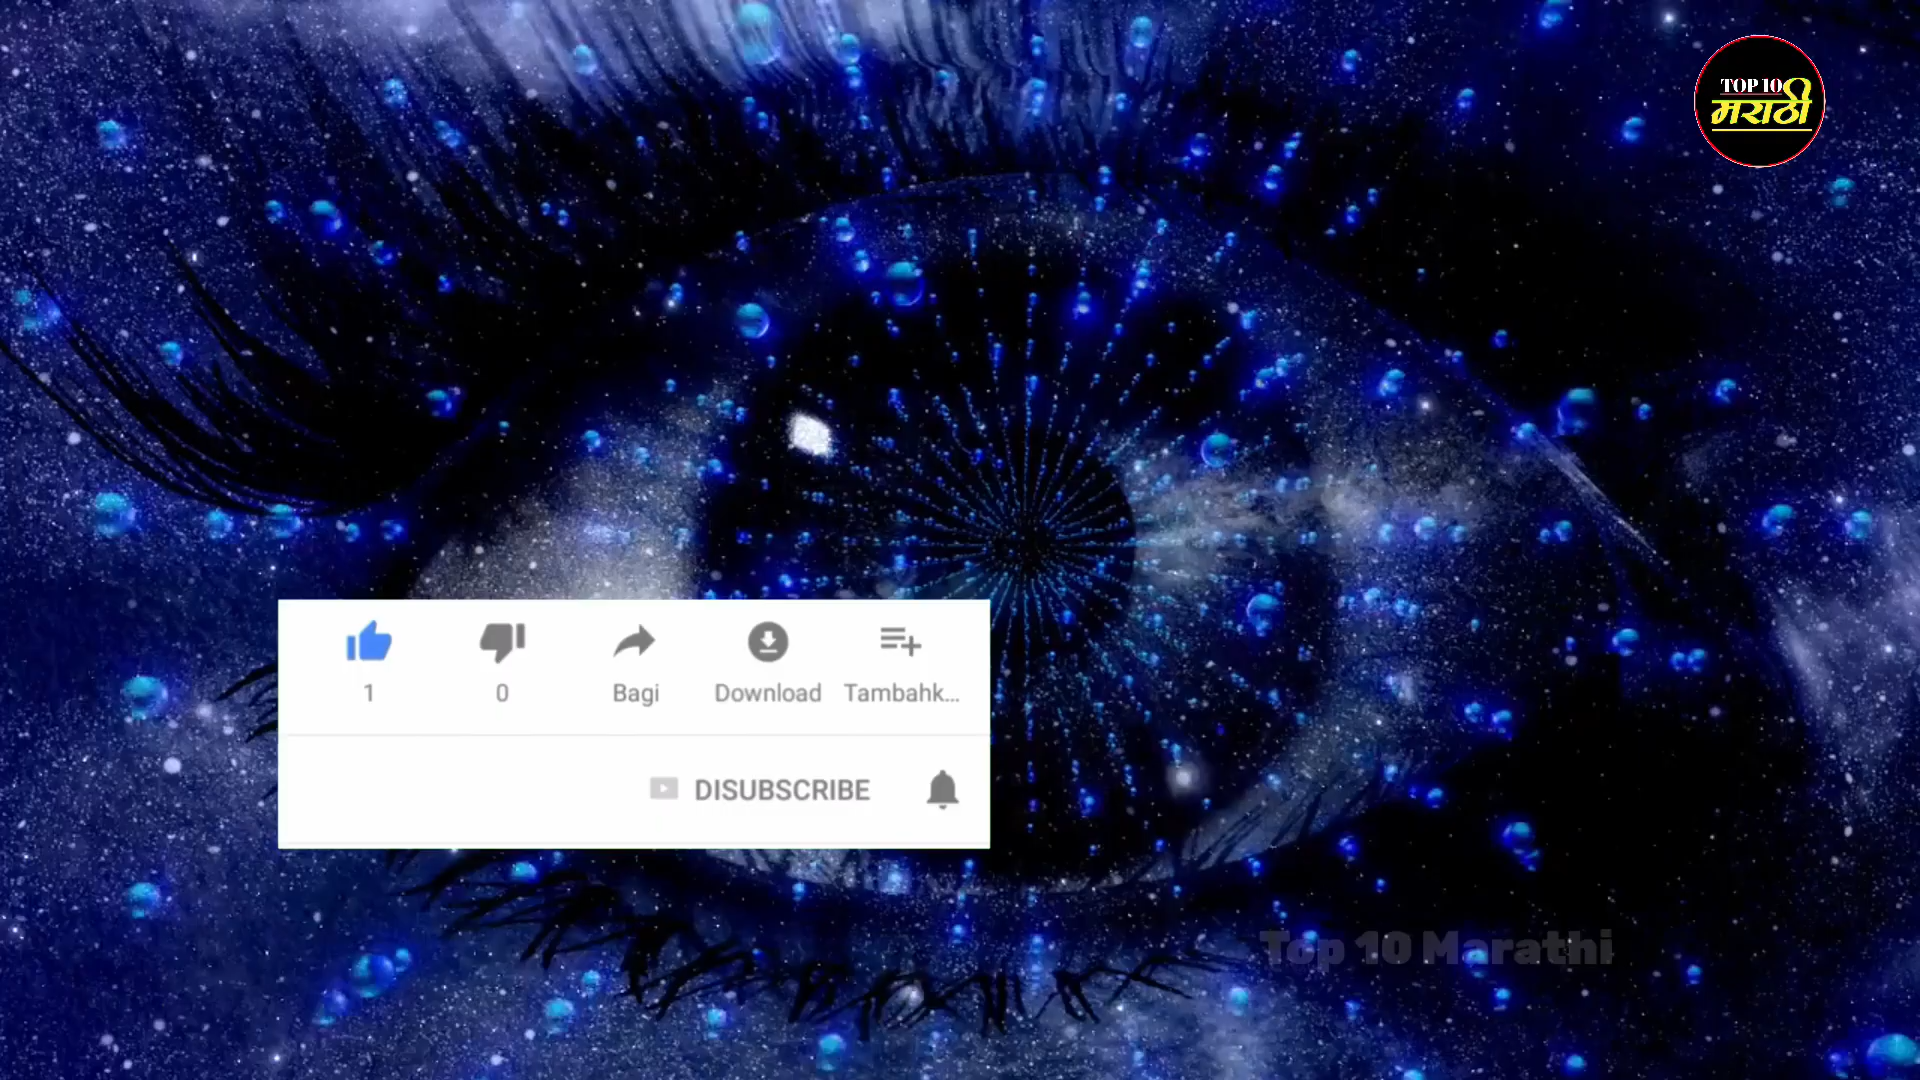 TOP 10
मराठी
1
0
Bagi
Download
Tambahk...
DISUBSCRIBE
Top 10 Marathi